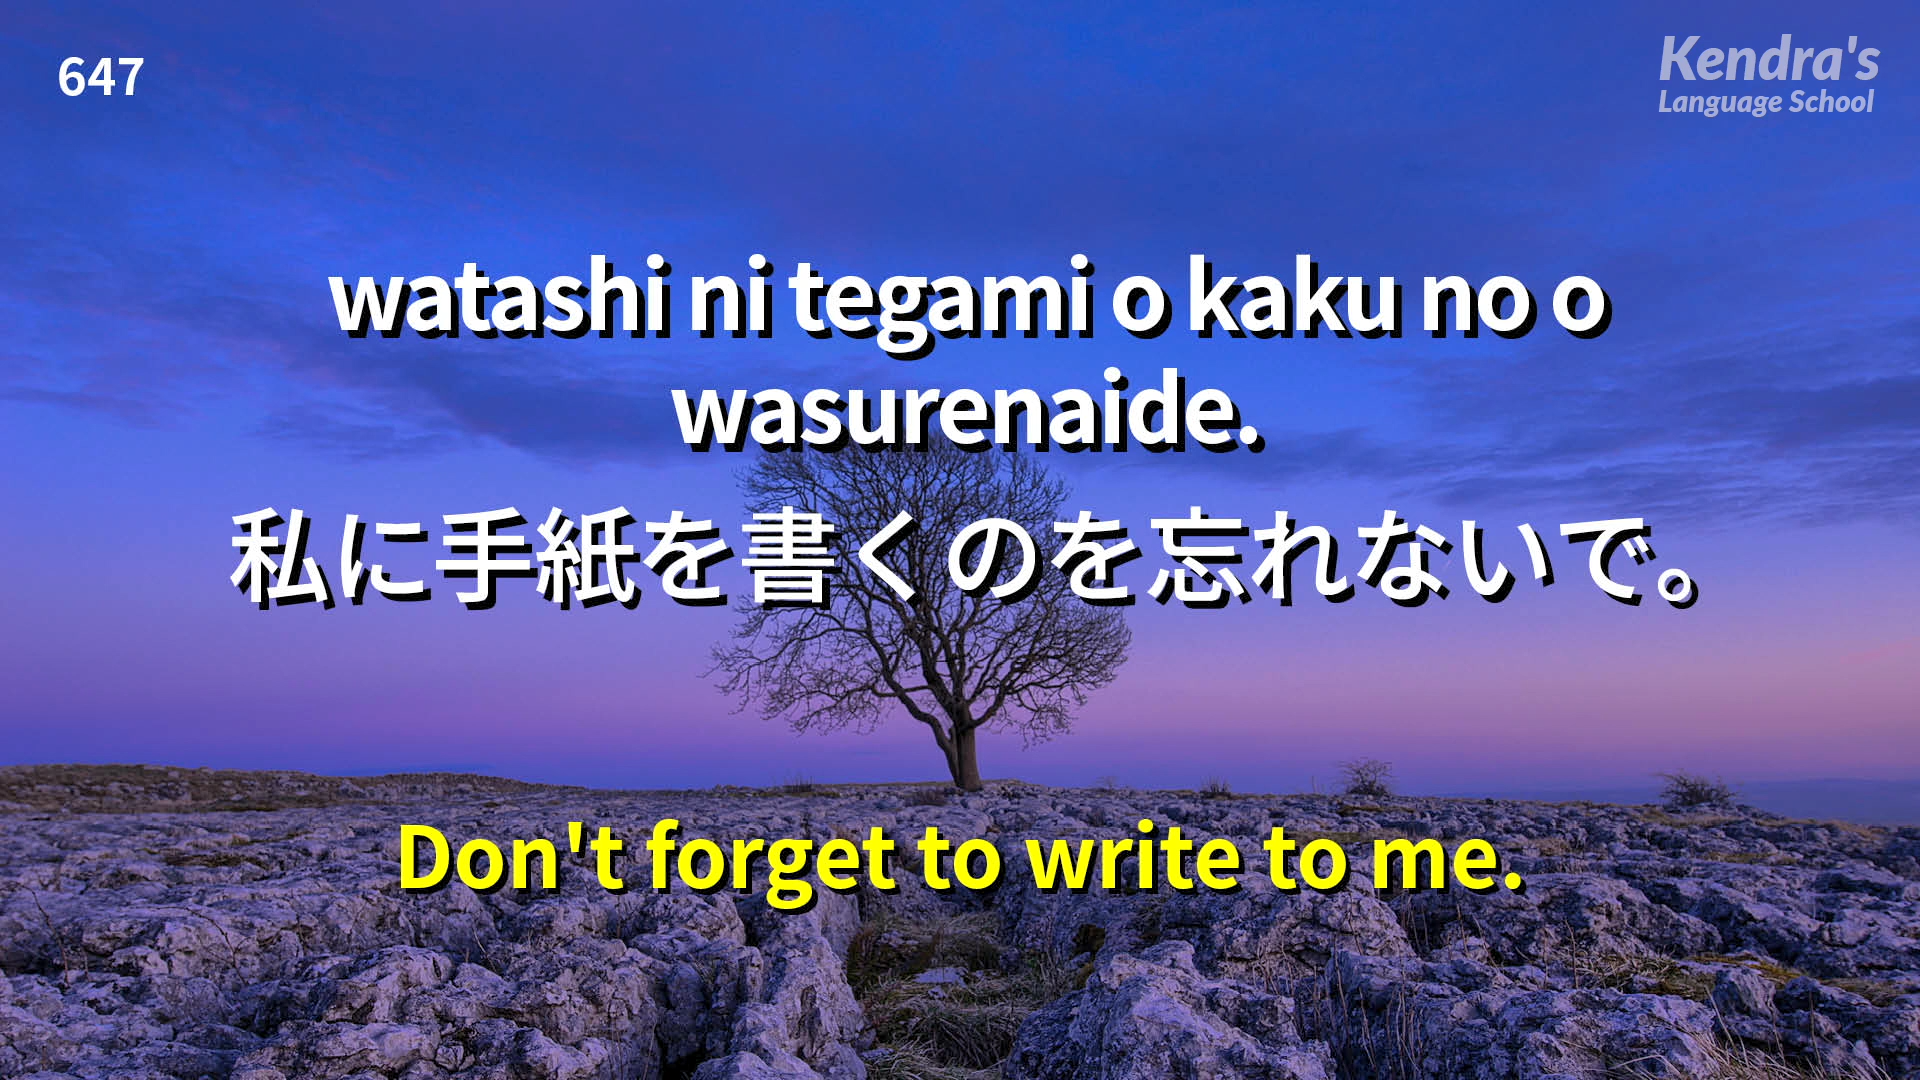 647
Kendra's
Language School
watashi ni tegami o kaku no o
wasurenaide.
私に手紙を書くのを忘れないで。
Don't forget to write to me.